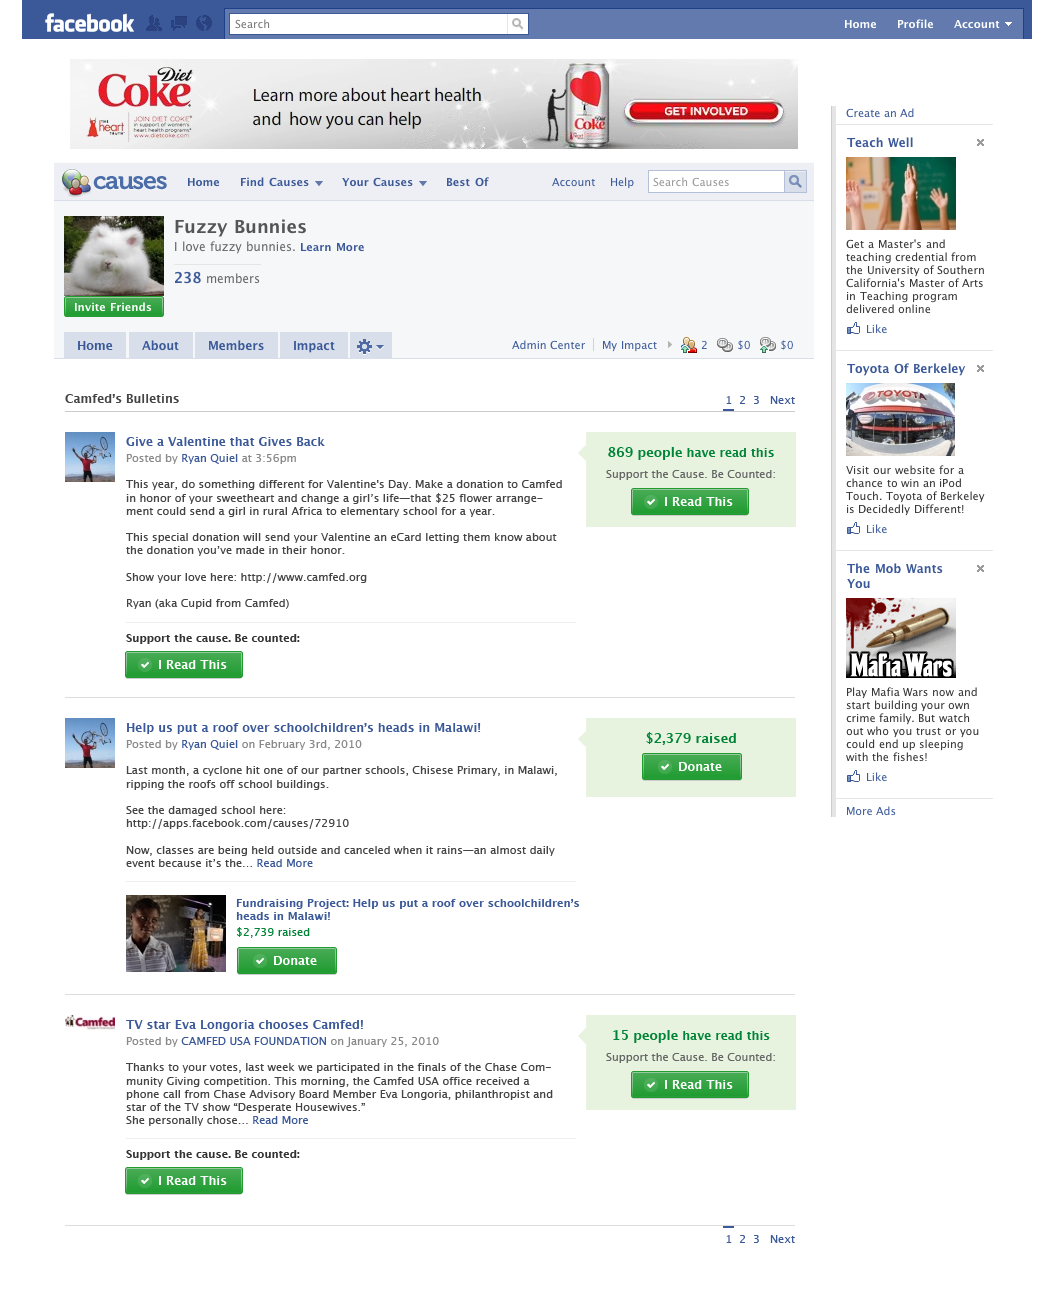 facebook
Search
Home Profile Account
Diet
Coke
the heart truth
JOIN DIET COKE
in support of women's
heart health programs
www.dietcoke.com
Learn more about heart health
and how you can help
Diet
Coke
GET INVOLVED
causes
Home Find Causes Your Causes Best Of Account Help Search Causes
Fuzzy Bunnies
I love fuzzy bunnies. Learn More
238 members
Invite Friends
Home About Members Impact
Admin Center My Impact 2 $0 $0
Camfed's Bulletins
1 2 3 Next
Give a Valentine that Gives Back
Posted by Ryan Quiel at 3:56pm
This year, do something different for Valentine's Day. Make a donation to Camfed
in honor of your sweetheart and change a girl's life—that $25 flower arrange-
ment could send a girl in rural Africa to elementary school for a year.
This special donation will send your Valentine an eCard letting them know about
the donation you've made in their honor.
Show your love here: http://www.camfed.org
Ryan (aka Cupid from Camfed)
Support the cause. Be counted:
I Read This
869 people have read this
Support the Cause. Be Counted:
I Read This
Help us put a roof over schoolchildren's heads in Malawi!
Posted by Ryan Quiel on February 3rd, 2010
Last month, a cyclone hit one of our partner schools, Chisese Primary, in Malawi,
ripping the roofs off school buildings.
See the damaged school here:
http://apps.facebook.com/causes/72910
Now, classes are being held outside and canceled when it rains—an almost daily
event because it's the... Read More
Fundraising Project: Help us put a roof over schoolchildren's
heads in Malawi!
$2,739 raised
Donate
$2,379 raised
Donate
Camfed
TV star Eva Longoria chooses Camfed!
Posted by CAMFED USA FOUNDATION on January 25, 2010
Thanks to your votes, last week we participated in the finals of the Chase Com-
munity Giving competition. This morning, the Camfed USA office received a
phone call from Chase Advisory Board Member Eva Longoria, philanthropist and
star of the TV show "Desperate Housewives."
She personally chose... Read More
Support the cause. Be counted:
I Read This
15 people have read this
Support the Cause. Be Counted:
I Read This
1 2 3 Next
Create an Ad
Teach Well
Get a Master's and
teaching credential from
the University of Southern
California's Master of Arts
in Teaching program
delivered online
Like
Toyota Of Berkeley
TOYOTA
Visit our website for a
chance to win an iPod
Touch. Toyota of Berkeley
is Decidedly Different!
Like
The Mob Wants
You
Mafia Wars
Play Mafia Wars now and
start building your own
crime family. But watch
out who you trust or you
could end up sleeping
with the fishes!
Like
More Ads